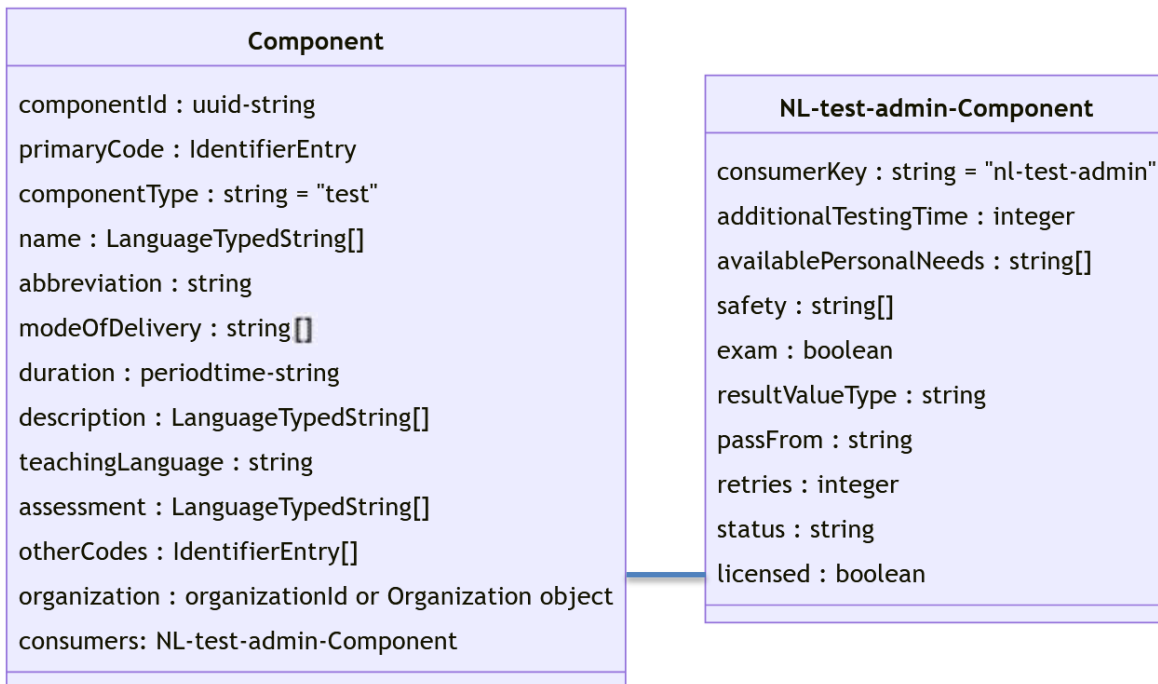 Component
componentId : uuid-string
primaryCode : IdentifierEntry
componentType : string = "test"
name : LanguageTypedString[]
abbreviation : string
modeOfDelivery : string[]
duration : periodtime-string
description : LanguageTypedString[]
teachingLanguage : string
assessment : LanguageTypedString[]
otherCodes : IdentifierEntry[]
organization : organizationId or Organization object
consumers: NL-test-admin-Component
NL-test-admin-Component
consumerKey : string = "nl-test-admin"
additionalTestingTime : integer
availablePersonalNeeds : string[]
safety : string[]
exam : boolean
resultValueType : string
passFrom : string
retries : integer
status : string
licensed : boolean